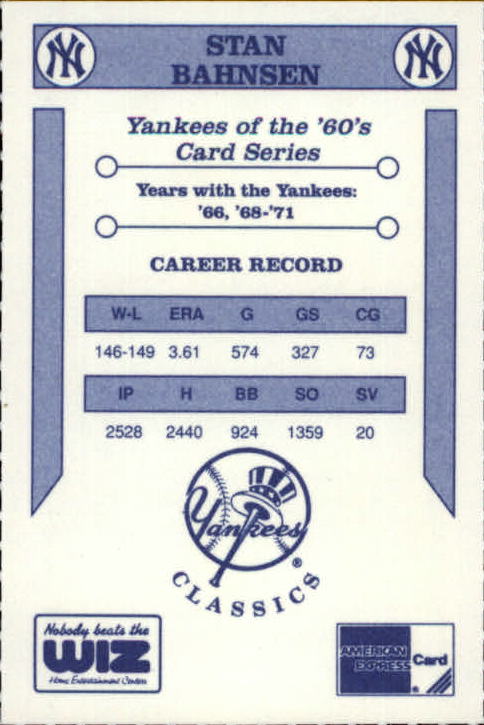 NY
STAN
BAHNSEN
NY
Yankees of the '60's
Card Series
Years with the Yankees:
'66, '68-'71
CAREER RECORD
W-L ERA G GS CG
146-149 3.61 574 327 73
IP H BB SO SV
2528 2440 924 1359 20
Yankees
®
CLASSICS
Nobody beats the
WIZ
Home Entertainment Centers
AMERICAN
EXPRESS
®
Card